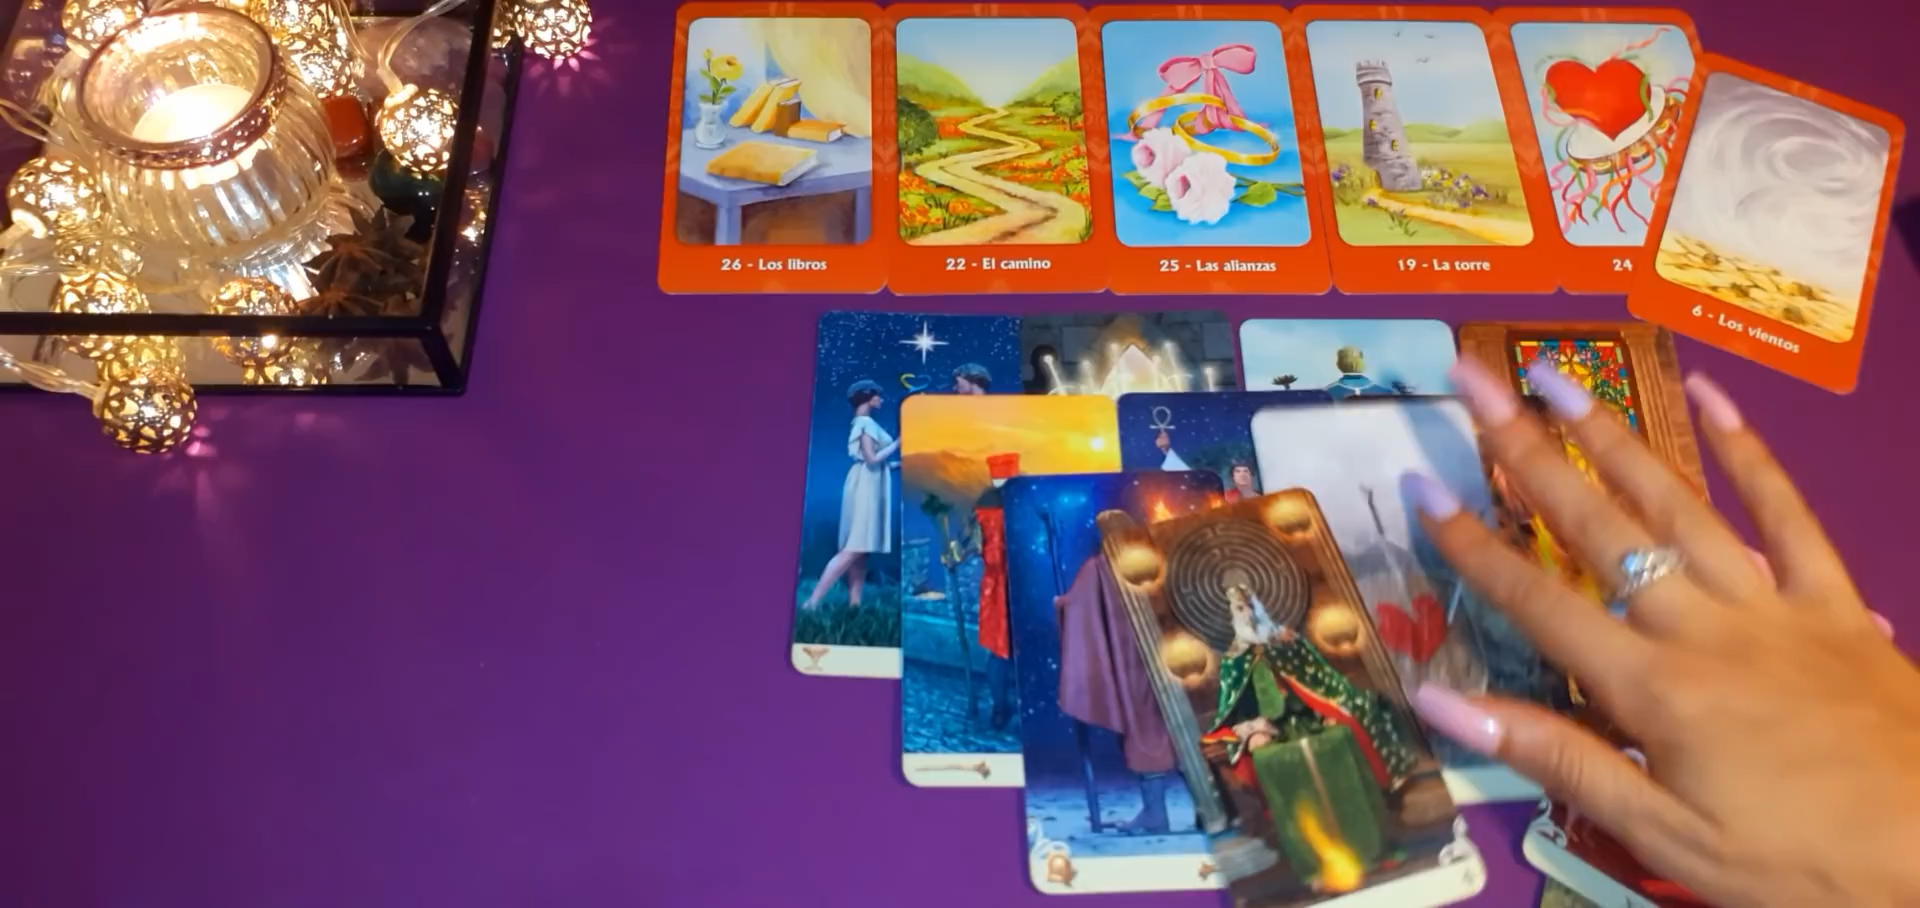 26 - Los libros
22 - El camino
25 - Las alianzas
19 - La torre
24
6 - Los vientos